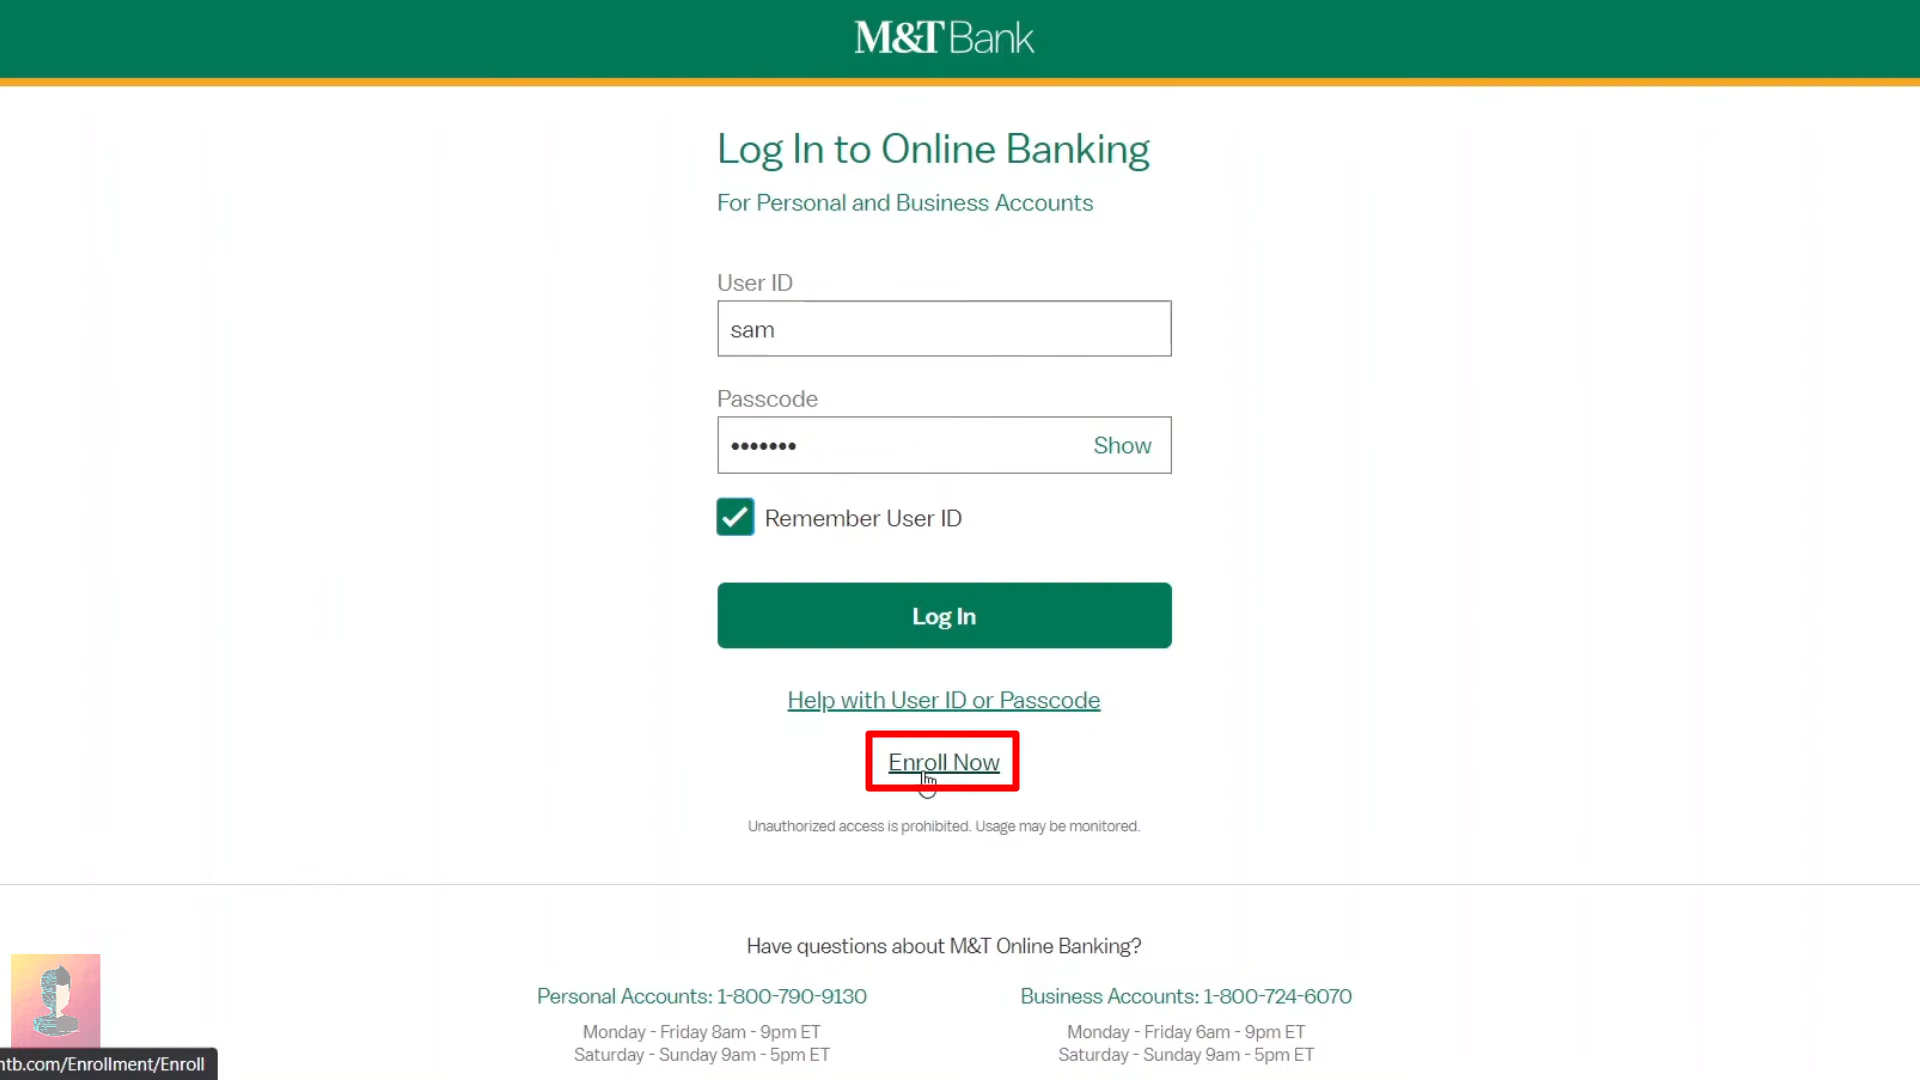 M&T Bank
Log In to Online Banking
For Personal and Business Accounts
User ID
sam
Passcode
•••••••
Show
Remember User ID
Log In
Help with User ID or Passcode
Enroll Now
Unauthorized access is prohibited. Usage may be monitored.
Have questions about M&T Online Banking?
Personal Accounts: 1-800-790-9130
Monday - Friday 8am - 9pm ET
Saturday - Sunday 9am - 5pm ET
Business Accounts: 1-800-724-6070
Monday - Friday 6am - 9pm ET
Saturday - Sunday 9am - 5pm ET
ntb.com/Enrollment/Enroll